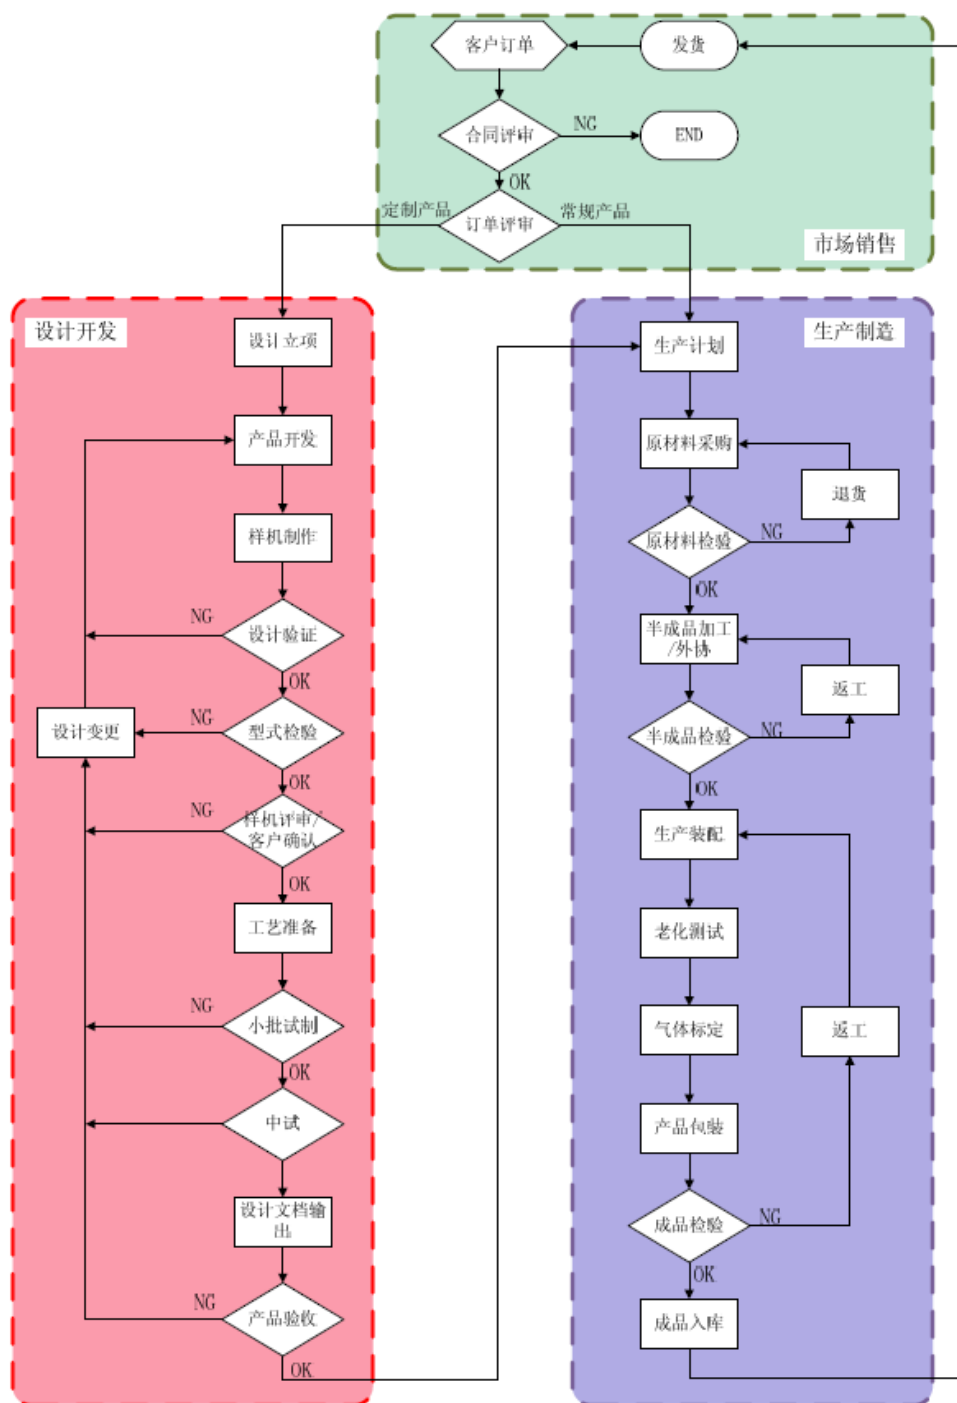 客户订单
发货
合同评审
NG
END
OK
定制产品
订单评审
常规产品
市场销售
设计开发
设计立项
产品开发
样机制作
NG
设计验证
OK
设计变更
NG
型式检验
OK
NG
样机评审/
客户确认
OK
工艺准备
NG
小批试制
OK
中试
设计文档输
出
NG
产品验收
OK
生产制造
生产计划
原材料采购
退货
原材料检验
NG
OK
半成品加工
/外协
返工
半成品检验
NG
OK
生产装配
老化测试
气体标定
返工
产品包装
成品检验
NG
OK
成品入库